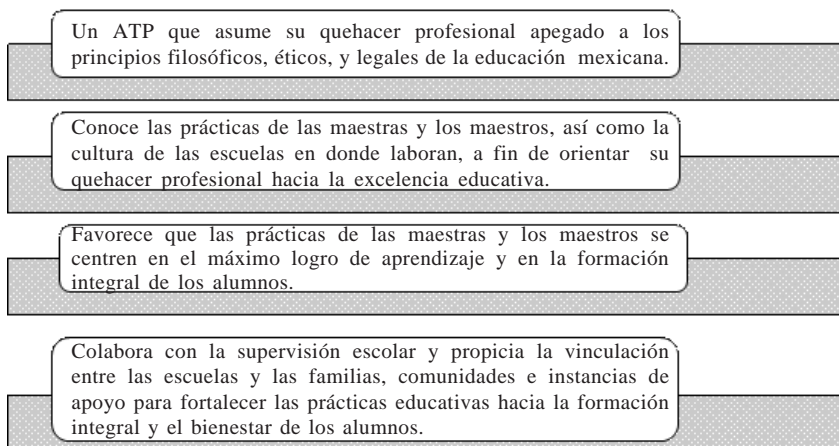 Un ATP que asume su quehacer profesional apegado a los
principios filosóficos, éticos, y legales de la educación mexicana.
Conoce las prácticas de las maestras y los maestros, así como la
cultura de las escuelas en donde laboran, a fin de orientar su
quehacer profesional hacia la excelencia educativa.
Favorece que las prácticas de las maestras y los maestros se
centren en el máximo logro de aprendizaje y en la formación
integral de los alumnos.
Colabora con la supervisión escolar y propicia la vinculación
entre las escuelas y las familias, comunidades e instancias de
apoyo para fortalecer las prácticas educativas hacia la formación
integral y el bienestar de los alumnos.